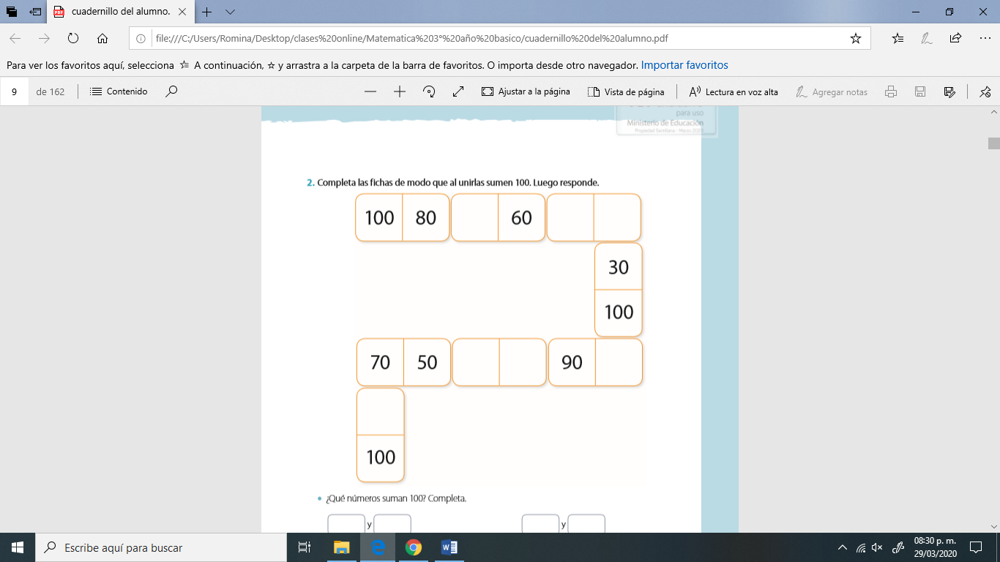 cuadernillo del alumno.
file:///C:/Users/Romina/Desktop/clases%20online/Matematica%203°%20año%20basico/cuadernillo%20del%20alumno.pdf
Para ver los favoritos aquí, selecciona A continuación, y arrastra a la carpeta de la barra de favoritos. O importa desde otro navegador. Importar favoritos
9 de 162 Contenido Ajustar a la página Vista de página Lectura en voz alta Agregar notas
para uso
Ministerio de Educación
2. Completa las fichas de modo que al unirlas sumen 100. Luego responde.
100 80 60
30
100
70 50 90
100
• ¿Qué números suman 100? Completa.
y y
Escribe aquí para buscar
08:30 p. m.
29/03/2020